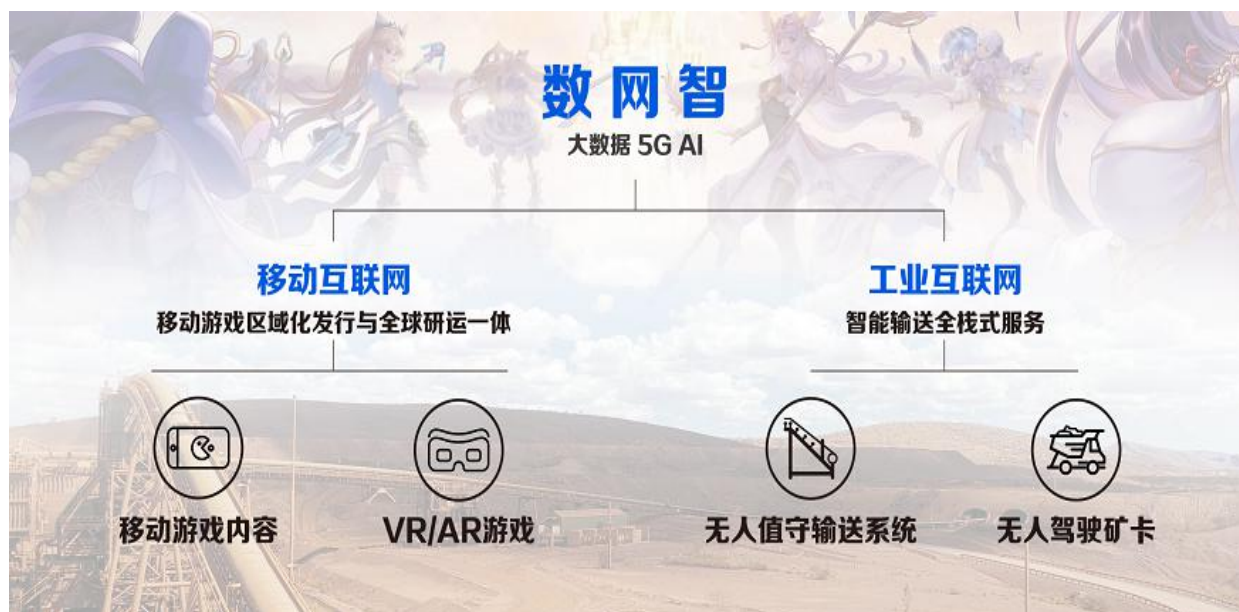 数网智
大数据 5G AI
移动互联网
工业互联网
移动游戏区域化发行与全球研运一体
智能输送全栈式服务
移动游戏内容
VR/AR游戏
无人值守输送系统
无人驾驶矿卡